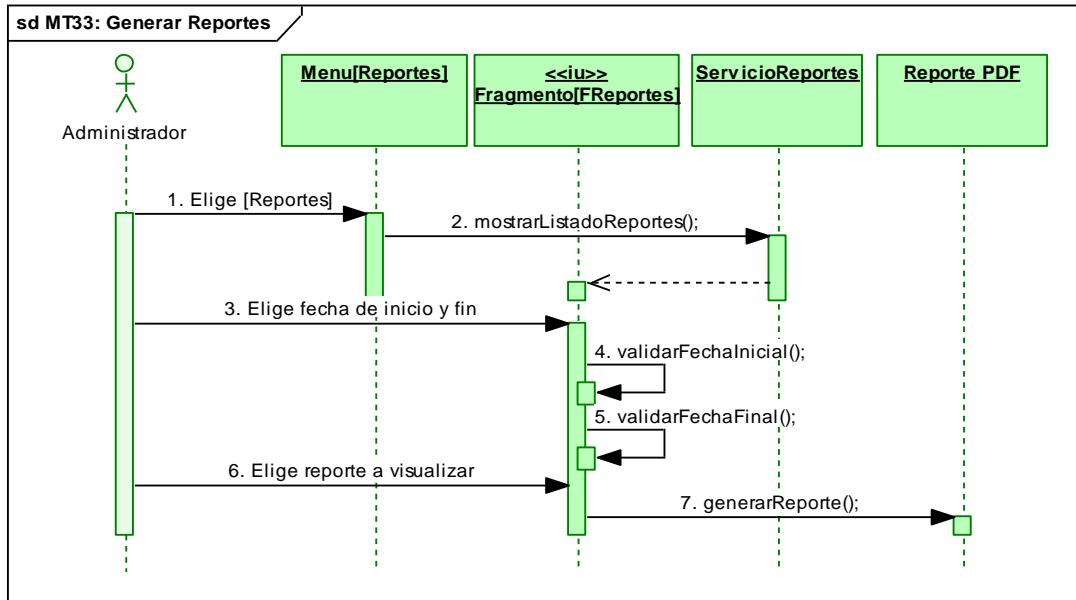 sd MT33: Generar Reportes
Administrador
Menu[Reportes]
<<iu>>
Fragmento[FReportes]
ServicioReportes
Reporte PDF
1. Elige [Reportes]
2. mostrarListadoReportes();
3. Elige fecha de inicio y fin
4. validarFechaInicial();
5. validarFechaFinal();
6. Elige reporte a visualizar
7. generarReporte();